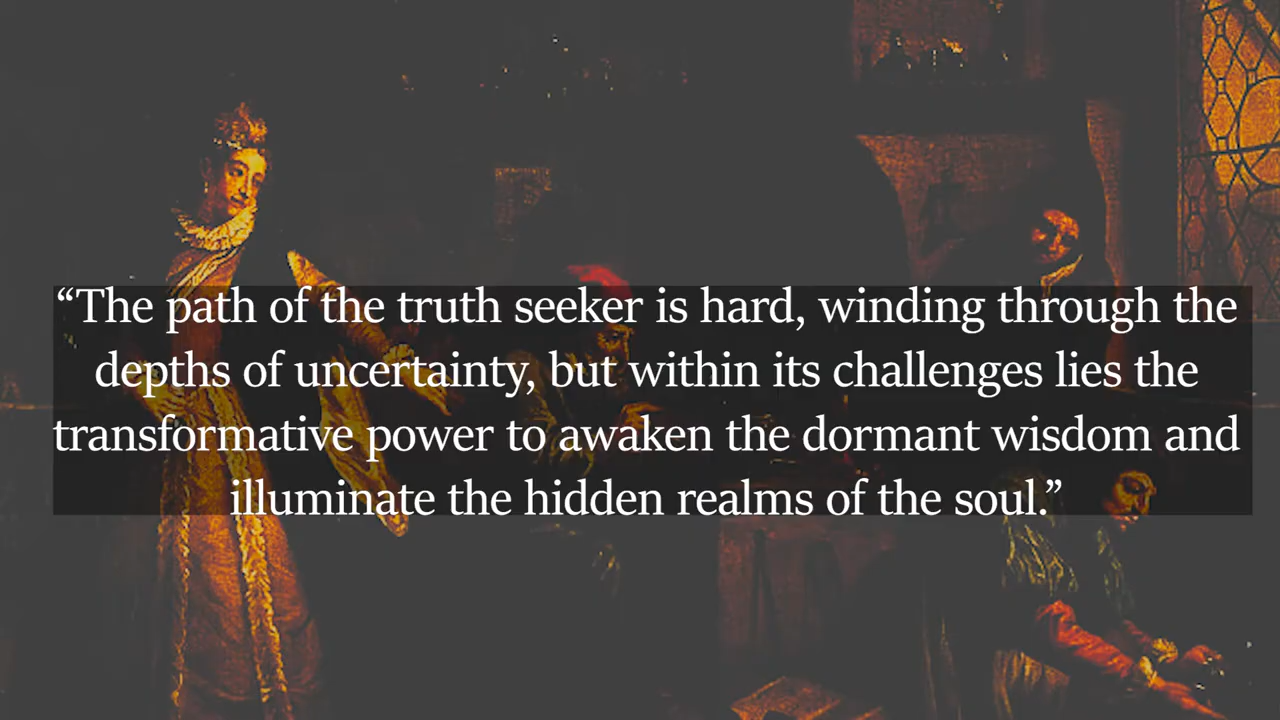 “The path of the truth seeker is hard, winding through the
depths of uncertainty, but within its challenges lies the
transformative power to awaken the dormant wisdom and
illuminate the hidden realms of the soul.”